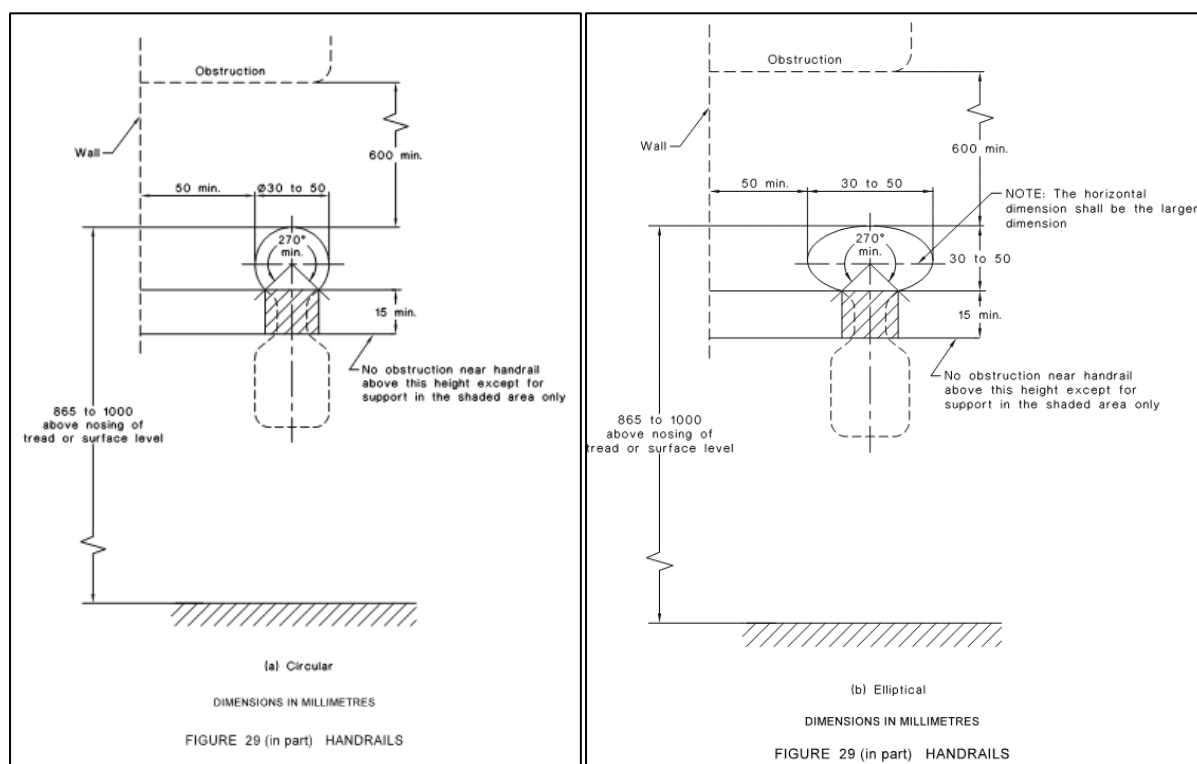 Obstruction
Wall
600 min.
50 min.
Ø30 to 50
270°
min.
15 min.
No obstruction near handrail
above this height except for
support in the shaded area only
865 to 1000
above nosing of
tread or surface level
(a) Circular
DIMENSIONS IN MILLIMETRES
FIGURE 29 (in part) HANDRAILS
Obstruction
Wall
600 min.
50 min.
30 to 50
NOTE: The horizontal
dimension shall be the larger
dimension
270°
min.
30 to 50
15 min.
No obstruction near handrail
above this height except for
support in the shaded area only
865 to 1000
above nosing of
tread or surface level
(b) Elliptical
DIMENSIONS IN MILLIMETRES
FIGURE 29 (in part) HANDRAILS